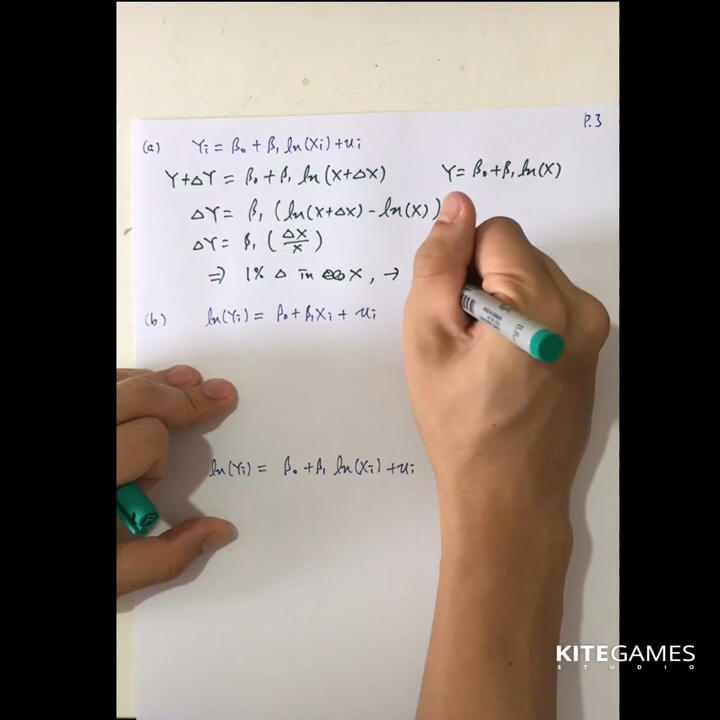 P.3
(a) Yi = β₀ + β₁ ln(Xi) + ui
Y+ΔY = β₀ + β₁ ln(X+ΔX) Y = β₀ + β₁ ln(X)
ΔY = β₁ (ln(X+ΔX) - ln(X))
ΔY = β₁ (ΔX/X)
⇒ 1% Δ in X, →
(b) ln(Yi) = β₀ + β₁Xi + ui
ln(Yi) = β₀ + β₁ ln(Xi) + ui
KITEGAMES
STUDIO